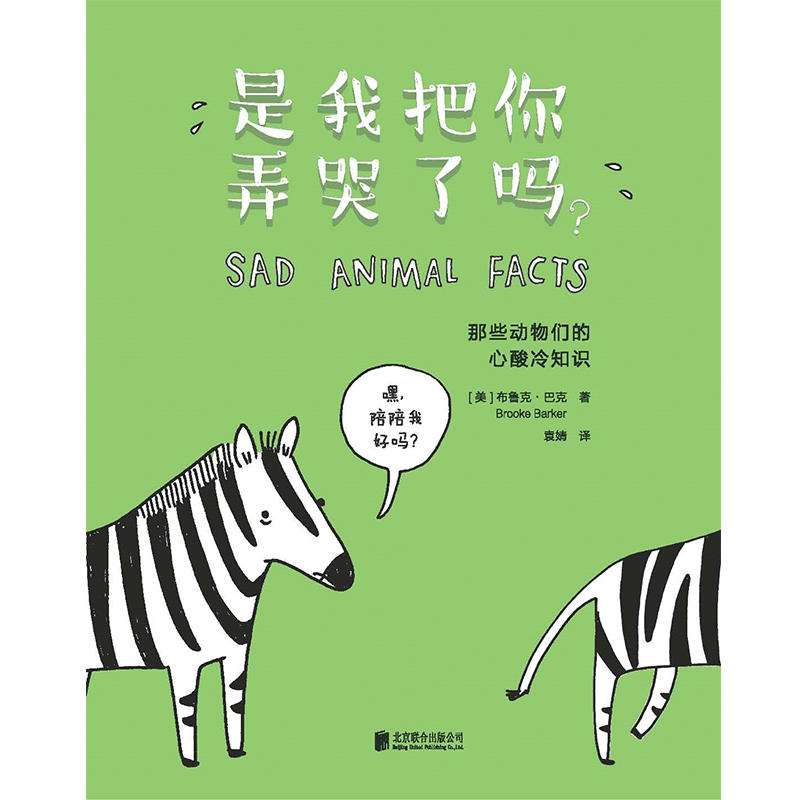 是我把你
弄哭了吗?
SAD ANIMAL FACTS
那些动物们的
心酸冷知识
[美]布鲁克·巴克 著
Brooke Barker
袁婧 译
嘿,
陪陪我
好吗?
北京联合出版公司
Beijing United Publishing Co.,Ltd.